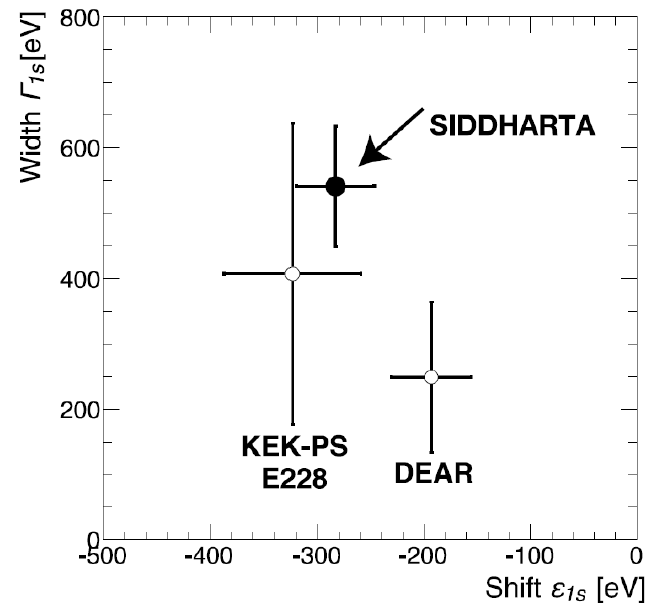 Width Γ1s [eV]
800
600
400
200
0
SIDDHARTA
KEK-PS
E228
DEAR
-500
-400
-300
-200
-100
0
Shift ε1s [eV]